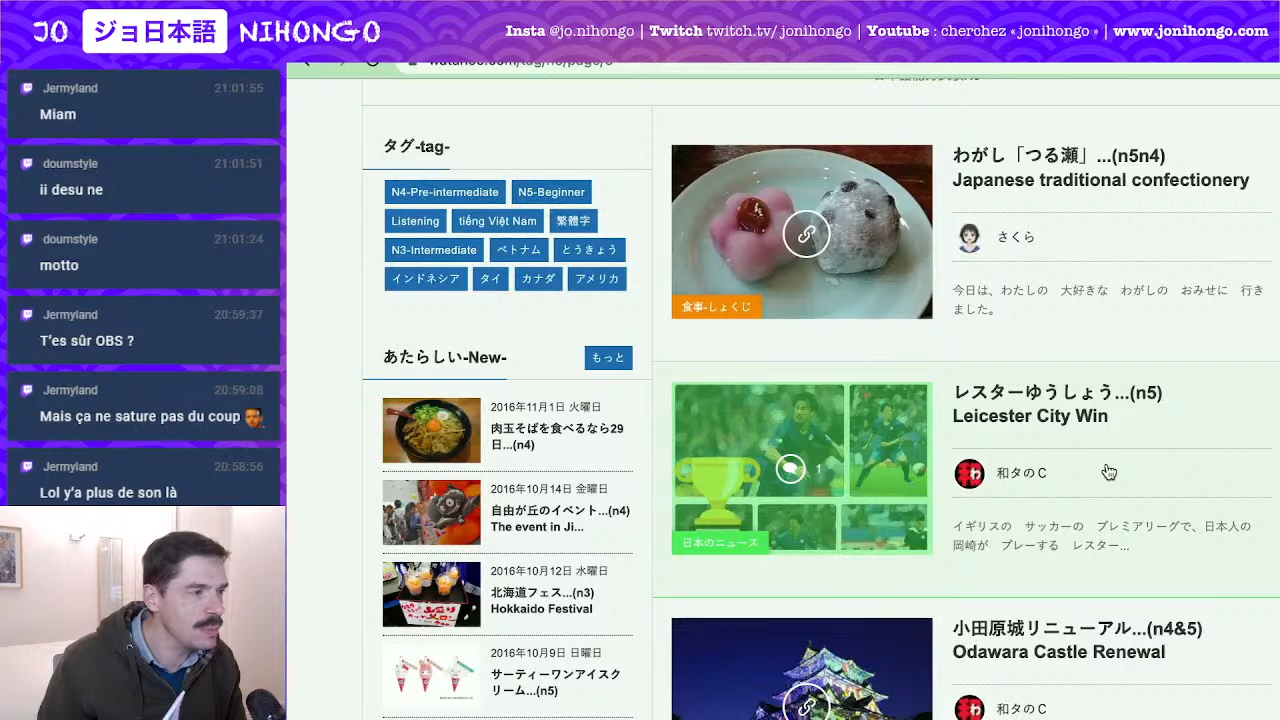 JO ジョ日本語 NIHONGO
Insta @jo.nihongo | Twitch twitch.tv/ jonihongo | Youtube : cherchez « jonihongo » | www.jonihongo.com
Jermyland 21:01:55
Miam
doumstyle 21:01:51
ii desu ne
doumstyle 21:01:24
motto
Jermyland 20:59:37
T'es sûr OBS ?
Jermyland 20:59:08
Mais ça ne sature pas du coup
Jermyland 20:58:56
Lol y'a plus de son là
タグ-tag-
N4-Pre-intermediate N5-Beginner
Listening tiếng Việt Nam 繁體字
N3-Intermediate ベトナム とうきょう
インドネシア タイ カナダ アメリカ
あたらしい-New- もっと
2016年11月1日 火曜日
肉玉そばを食べるなら29
日...(n4)
2016年10月14日 金曜日
自由が丘のイベント...(n4)
The event in Ji...
2016年10月12日 水曜日
北海道フェス...(n3)
Hokkaido Festival
2016年10月9日 日曜日
サーティーワンアイスク
リーム...(n5)
わがし「つる瀬」...(n5n4)
Japanese traditional confectionery
さくら
今日は、わたしの 大好きな わがしの おみせに 行き
ました。
食事-しょくじ
レスターゆうしょう...(n5)
Leicester City Win
1
和タのC
イギリスの サッカーの プレミアリーグで、日本人の
岡崎が プレーする レスター...
日本のニュース
小田原城リニューアル...(n4&5)
Odawara Castle Renewal
和タのC